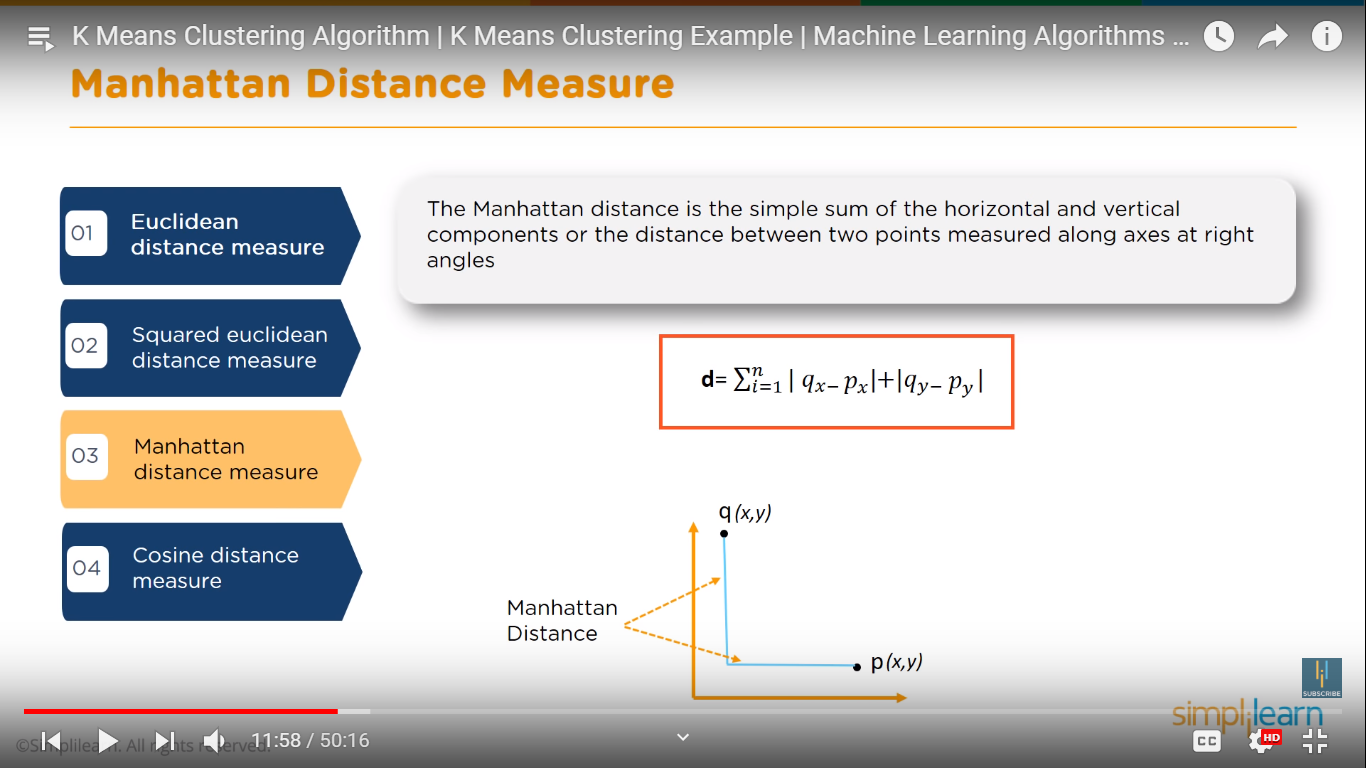 K Means Clustering Algorithm | K Means Clustering Example | Machine Learning Algorithms ...
Manhattan Distance Measure
01
Euclidean
distance measure
02
Squared euclidean
distance measure
03
Manhattan
distance measure
04
Cosine distance
measure
The Manhattan distance is the simple sum of the horizontal and vertical
components or the distance between two points measured along axes at right
angles
d= ∑ⁿᵢ₌₁ | qₓ₋ pₓ|+|q_y₋ p_y|
q(x,y)
Manhattan
Distance
p(x,y)
SUBSCRIBE
simplilearn
©Simplilearn. All rights reserved.
11:58 / 50:16
CC
HD